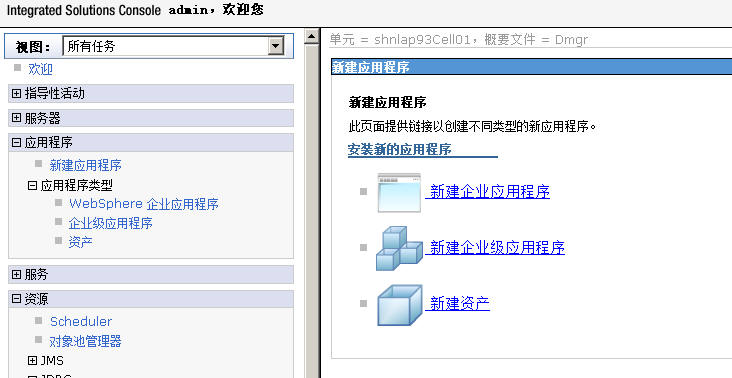 Integrated Solutions Console admin，欢迎您
视图： 所有任务
欢迎
指导性活动
服务器
应用程序
新建应用程序
应用程序类型
WebSphere 企业应用程序
企业级应用程序
资产
服务
资源
Scheduler
对象池管理器
JMS
JDBC
单元 = shnlap93Cell01，概要文件 = Dmgr
新建应用程序
新建应用程序
此页面提供链接以创建不同类型的新应用程序。
安装新的应用程序
新建企业应用程序
新建企业级应用程序
新建资产